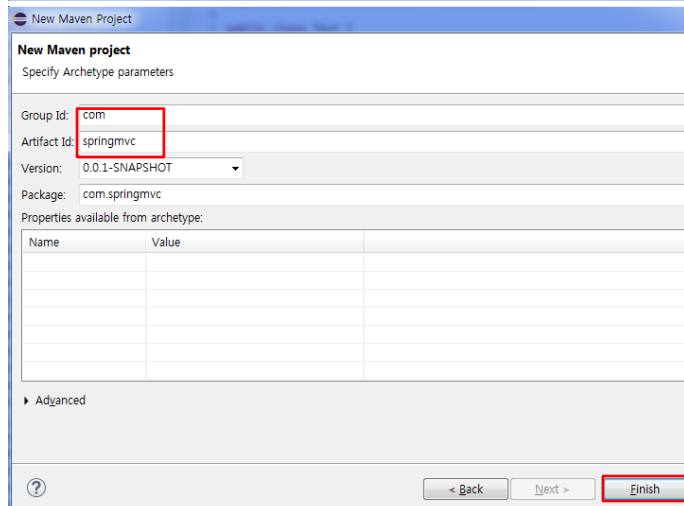 New Maven Project
New Maven project
Specify Archetype parameters
Group Id: com
Artifact Id: springmvc
Version: 0.0.1-SNAPSHOT
Package: com.springmvc
Properties available from archetype:
Name Value
Advanced
? < Back Next > Finish